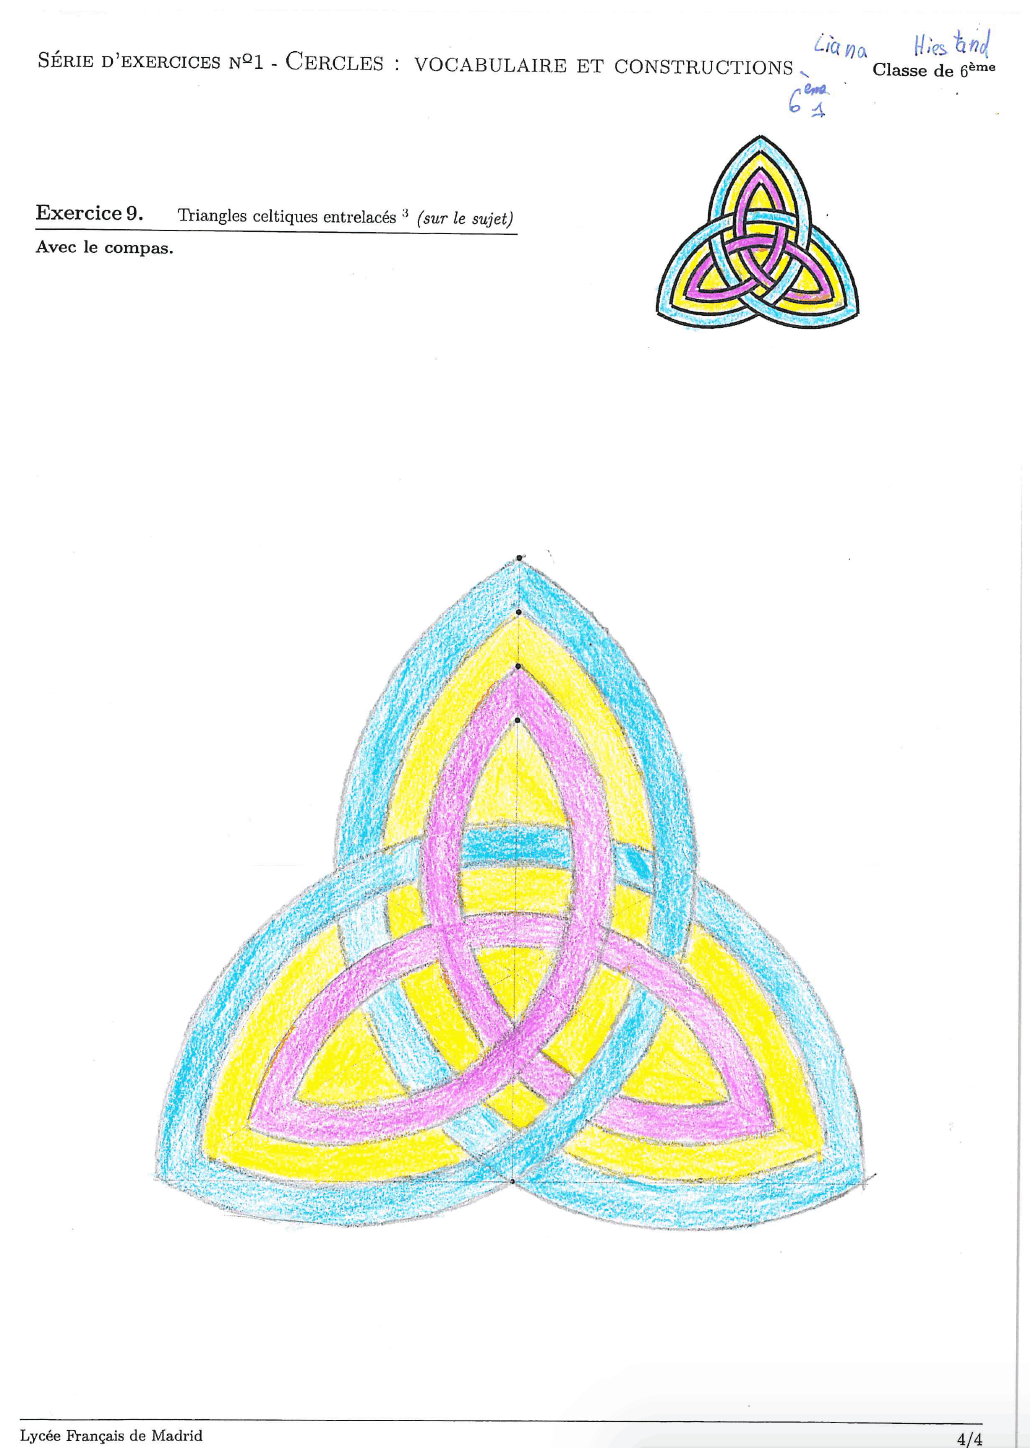 Liana Hiestand
SÉRIE D'EXERCICES Nº1 - CERCLES : VOCABULAIRE ET CONSTRUCTIONS Classe de 6ème
6ème 1
Exercice 9. Triangles celtiques entrelacés 3 (sur le sujet)
Avec le compas.
Lycée Français de Madrid 4/4